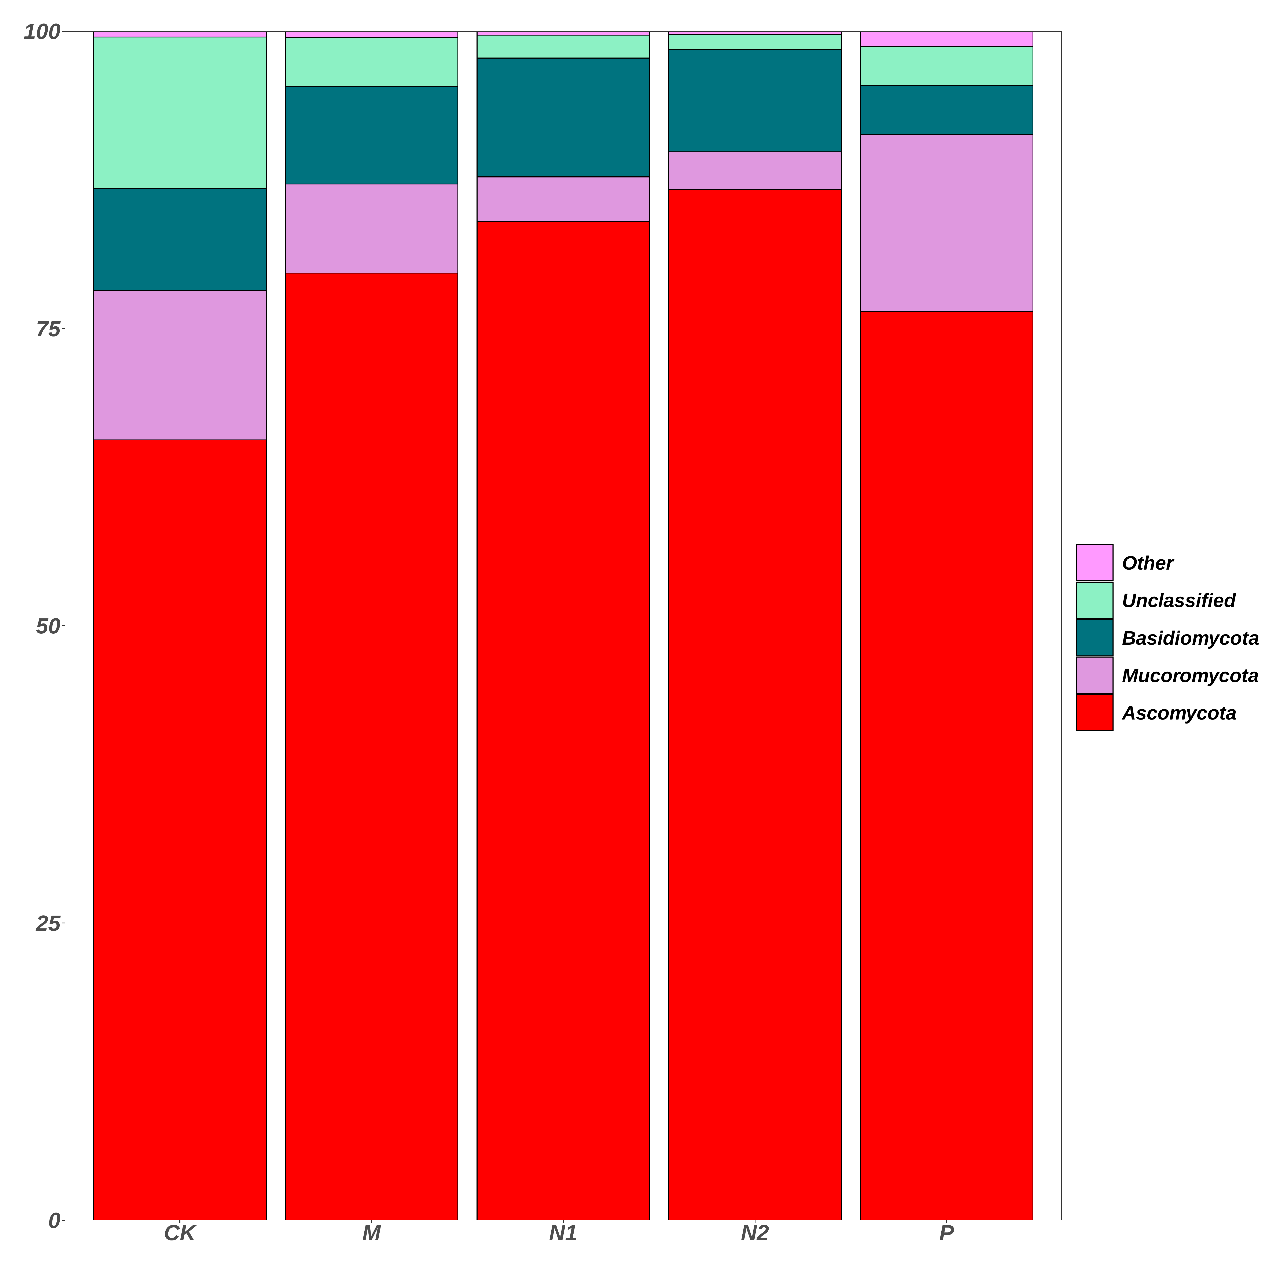 100
75
50
25
0
CK
M
N1
N2
P
Other
Unclassified
Basidiomycota
Mucoromycota
Ascomycota